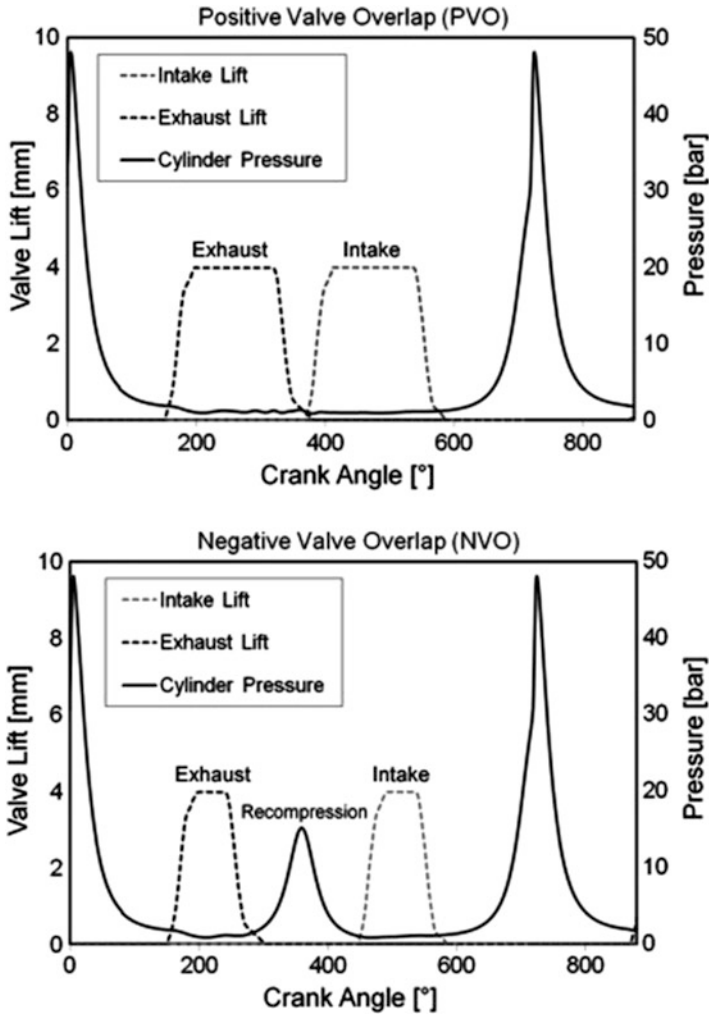 Positive Valve Overlap (PVO)
10
8
6
4
2
0
Valve Lift [mm]
Intake Lift
Exhaust Lift
Cylinder Pressure
Exhaust
Intake
50
40
30
20
10
0
Pressure [bar]
0 200 400 600 800
Crank Angle [°]
Negative Valve Overlap (NVO)
10
8
6
4
2
0
Valve Lift [mm]
Intake Lift
Exhaust Lift
Cylinder Pressure
Exhaust
Recompression
Intake
50
40
30
20
10
0
Pressure [bar]
0 200 400 600 800
Crank Angle [°]